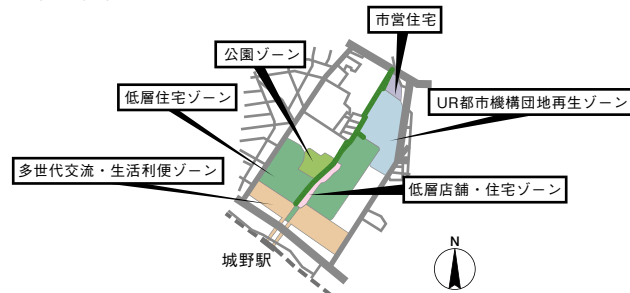 市営住宅
公園ゾーン
低層住宅ゾーン
UR都市機構団地再生ゾーン
多世代交流・生活利便ゾーン
低層店舗・住宅ゾーン
城野駅
N